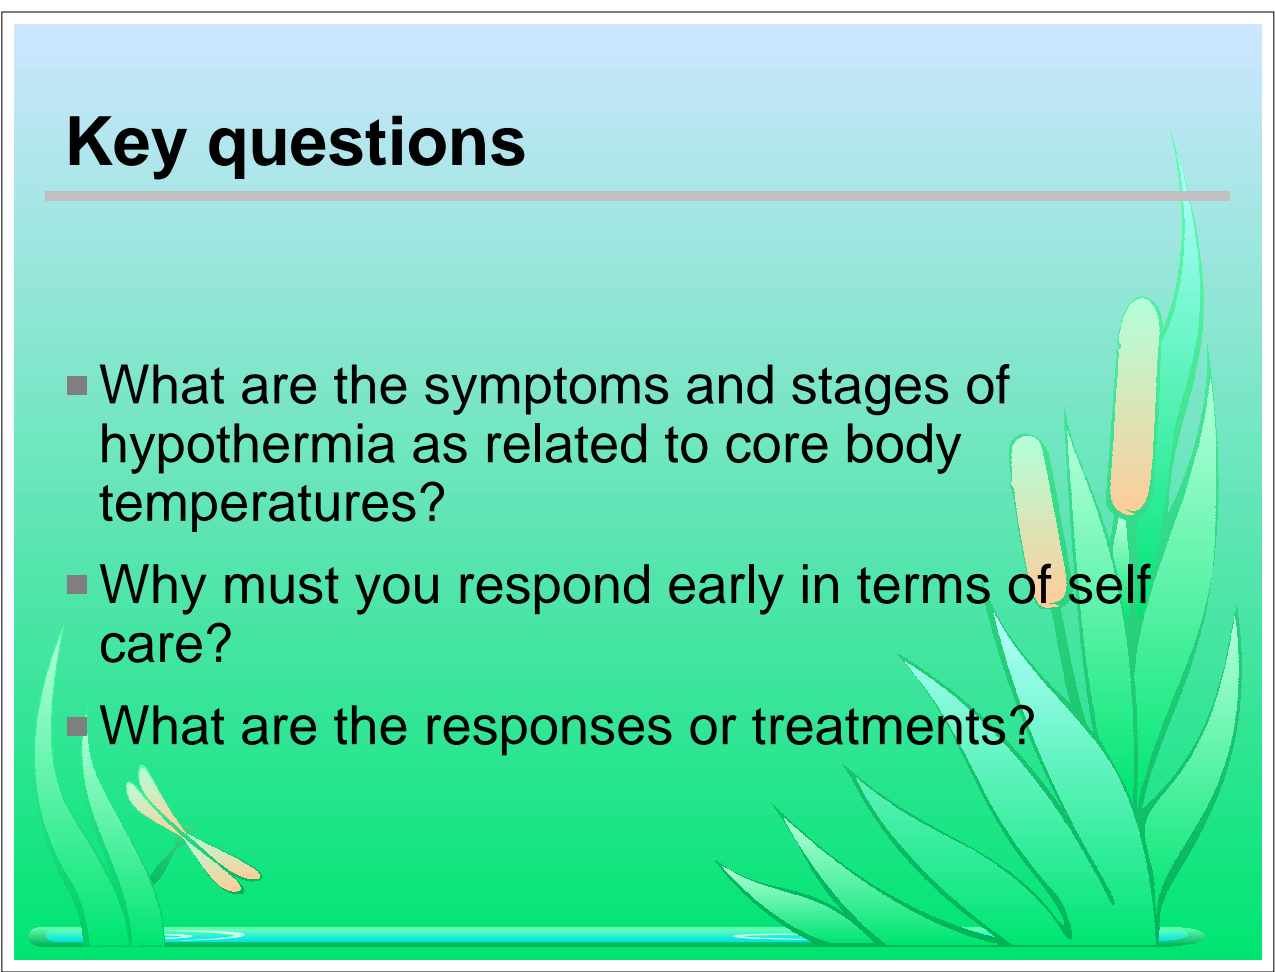 Key questions
What are the symptoms and stages of
hypothermia as related to core body
temperatures?
Why must you respond early in terms of self
care?
What are the responses or treatments?